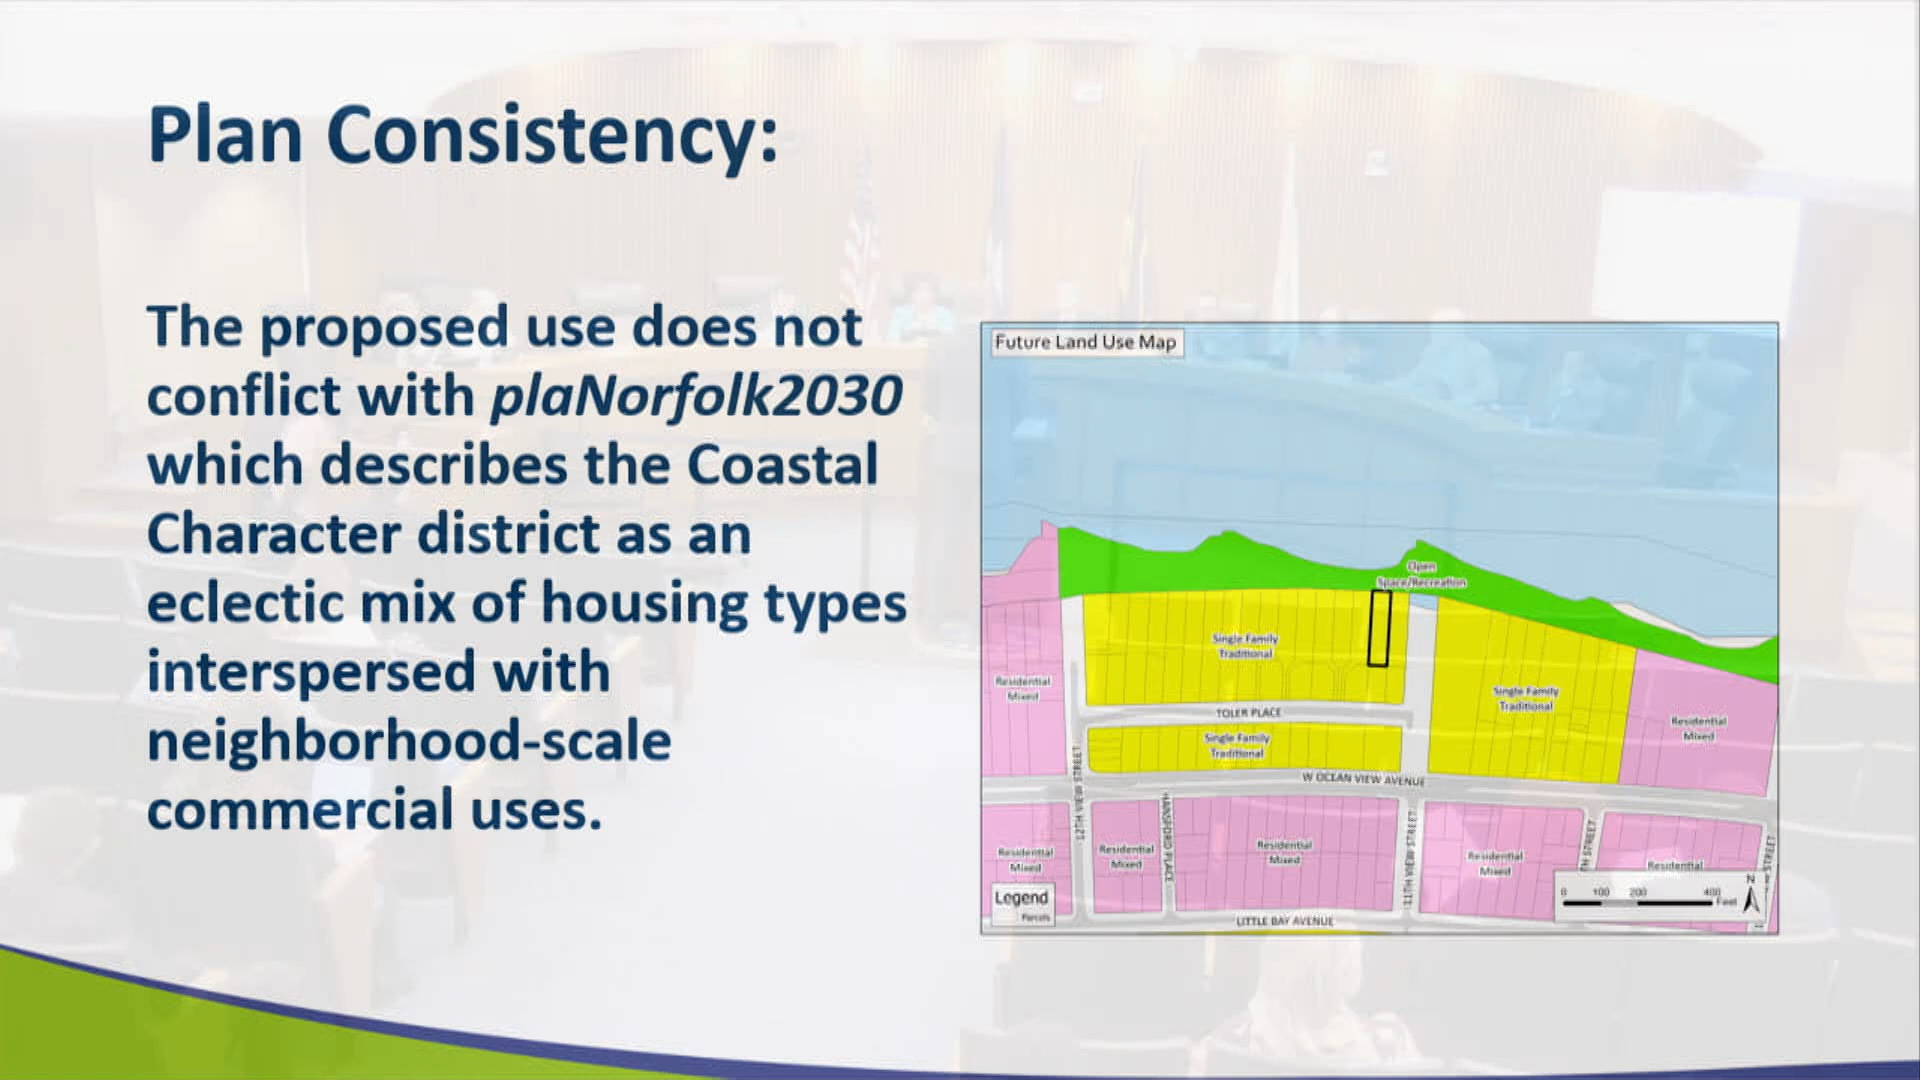 Plan Consistency:
The proposed use does not
conflict with plaNorfolk2030
which describes the Coastal
Character district as an
eclectic mix of housing types
interspersed with
neighborhood-scale
commercial uses.
Future Land Use Map
Open
Space/Recreation
Single Family
Traditional
Residential
Mixed
Single Family
Traditional
Residential
Mixed
TOLER PLACE
Single Family
Traditional
W OCEAN VIEW AVENUE
12TH VIEW STREET
HANSFORD PLACE
11TH VIEW STREET
TH STREET
STREET
Residential
Mixed
Residential
Mixed
Residential
Mixed
Residential
Mixed
Residential
Legend
Parcels
0 100 200 400
Feet
N
LITTLE BAY AVENUE